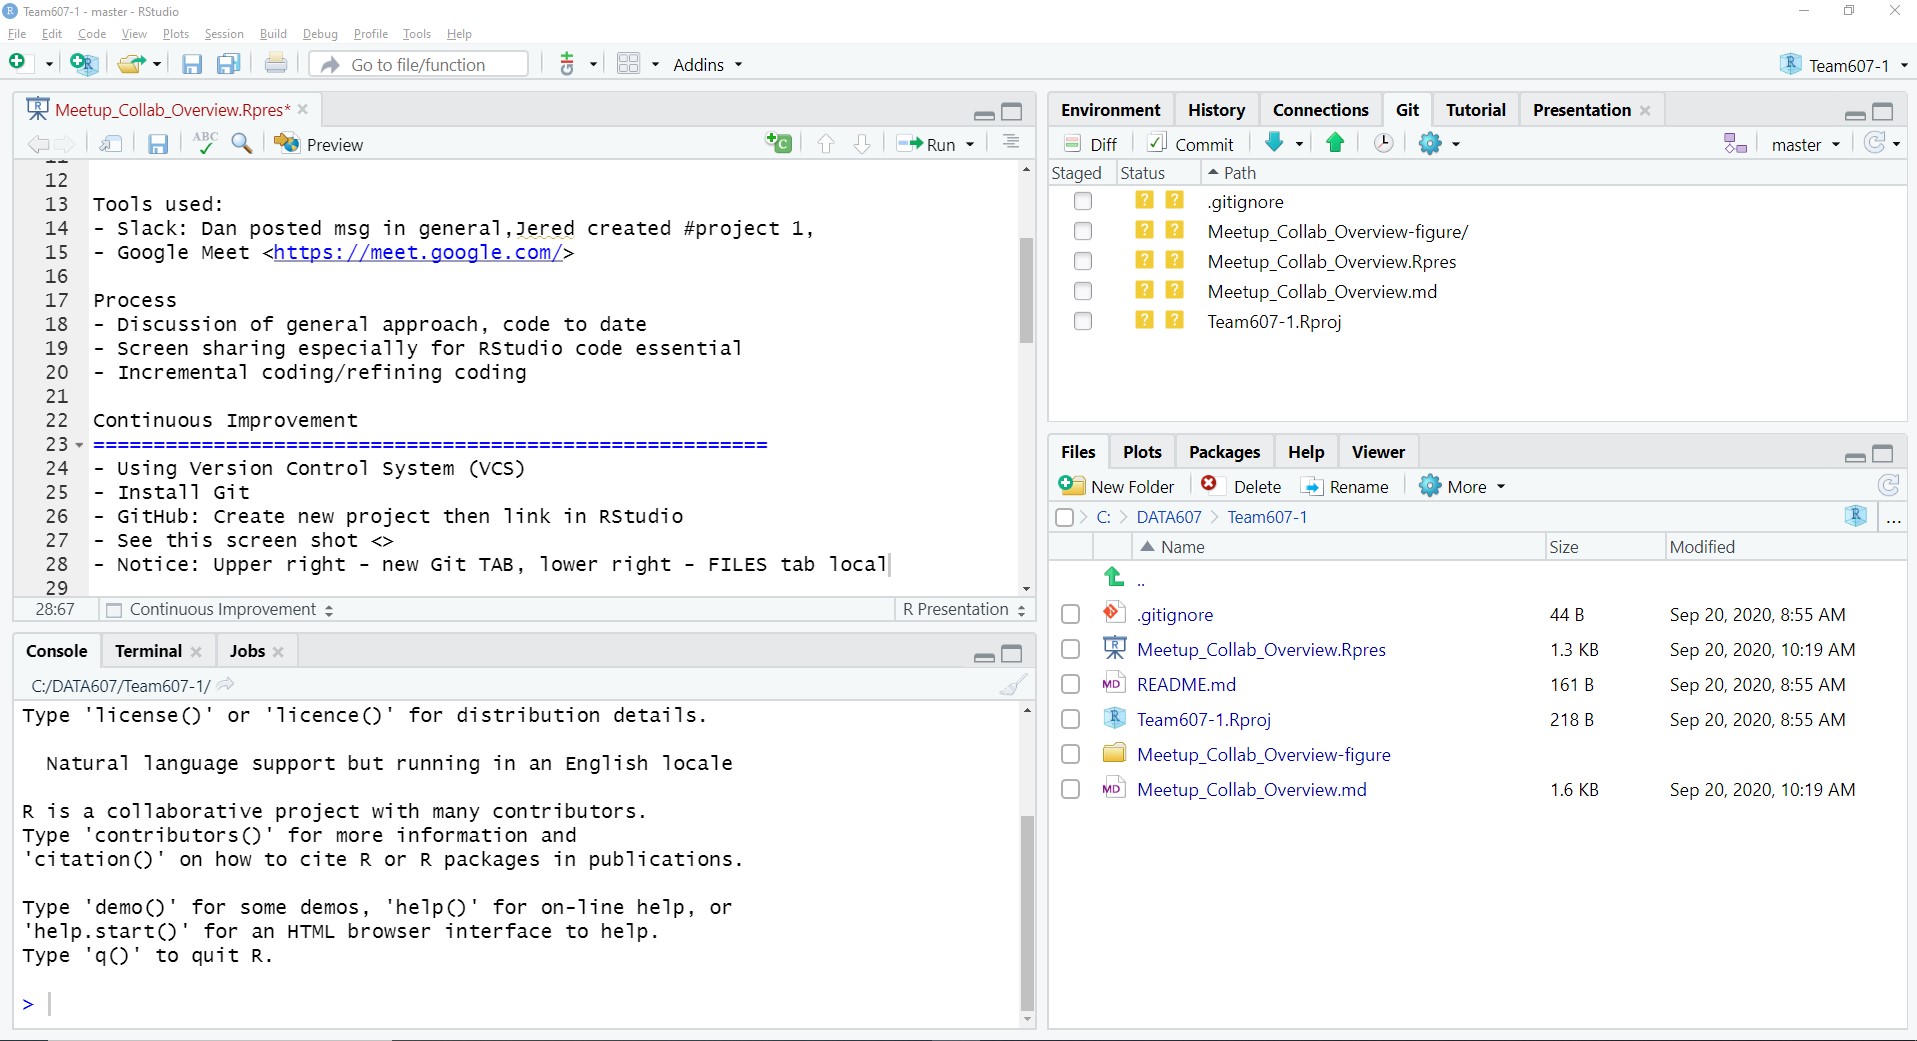 Team607-1 - master - RStudio
File Edit Code View Plots Session Build Debug Profile Tools Help
Go to file/function Addins Team607-1
Meetup_Collab_Overview.Rpres*
ABC Preview Run
12
13 Tools used:
14 - Slack: Dan posted msg in general,Jered created #project 1,
15 - Google Meet <https://meet.google.com/>
16
17 Process
18 - Discussion of general approach, code to date
19 - Screen sharing especially for RStudio code essential
20 - Incremental coding/refining coding
21
22 Continuous Improvement
23 ========================================================
24 - Using Version Control System (VCS)
25 - Install Git
26 - GitHub: Create new project then link in RStudio
27 - See this screen shot <>
28 - Notice: Upper right - new Git TAB, lower right - FILES tab local
29
28:67 Continuous Improvement R Presentation
Console Terminal Jobs
C:/DATA607/Team607-1/
Type 'license()' or 'licence()' for distribution details.
Natural language support but running in an English locale
R is a collaborative project with many contributors.
Type 'contributors()' for more information and
'citation()' on how to cite R or R packages in publications.
Type 'demo()' for some demos, 'help()' for on-line help, or
'help.start()' for an HTML browser interface to help.
Type 'q()' to quit R.
>
Environment History Connections Git Tutorial Presentation
Diff Commit master
Staged Status Path
? ? .gitignore
? ? Meetup_Collab_Overview-figure/
? ? Meetup_Collab_Overview.Rpres
? ? Meetup_Collab_Overview.md
? ? Team607-1.Rproj
Files Plots Packages Help Viewer
New Folder Delete Rename More
C: DATA607 Team607-1 ...
Name Size Modified
..
.gitignore 44 B Sep 20, 2020, 8:55 AM
Meetup_Collab_Overview.Rpres 1.3 KB Sep 20, 2020, 10:19 AM
MD README.md 161 B Sep 20, 2020, 8:55 AM
Team607-1.Rproj 218 B Sep 20, 2020, 8:55 AM
Meetup_Collab_Overview-figure
MD Meetup_Collab_Overview.md 1.6 KB Sep 20, 2020, 10:19 AM